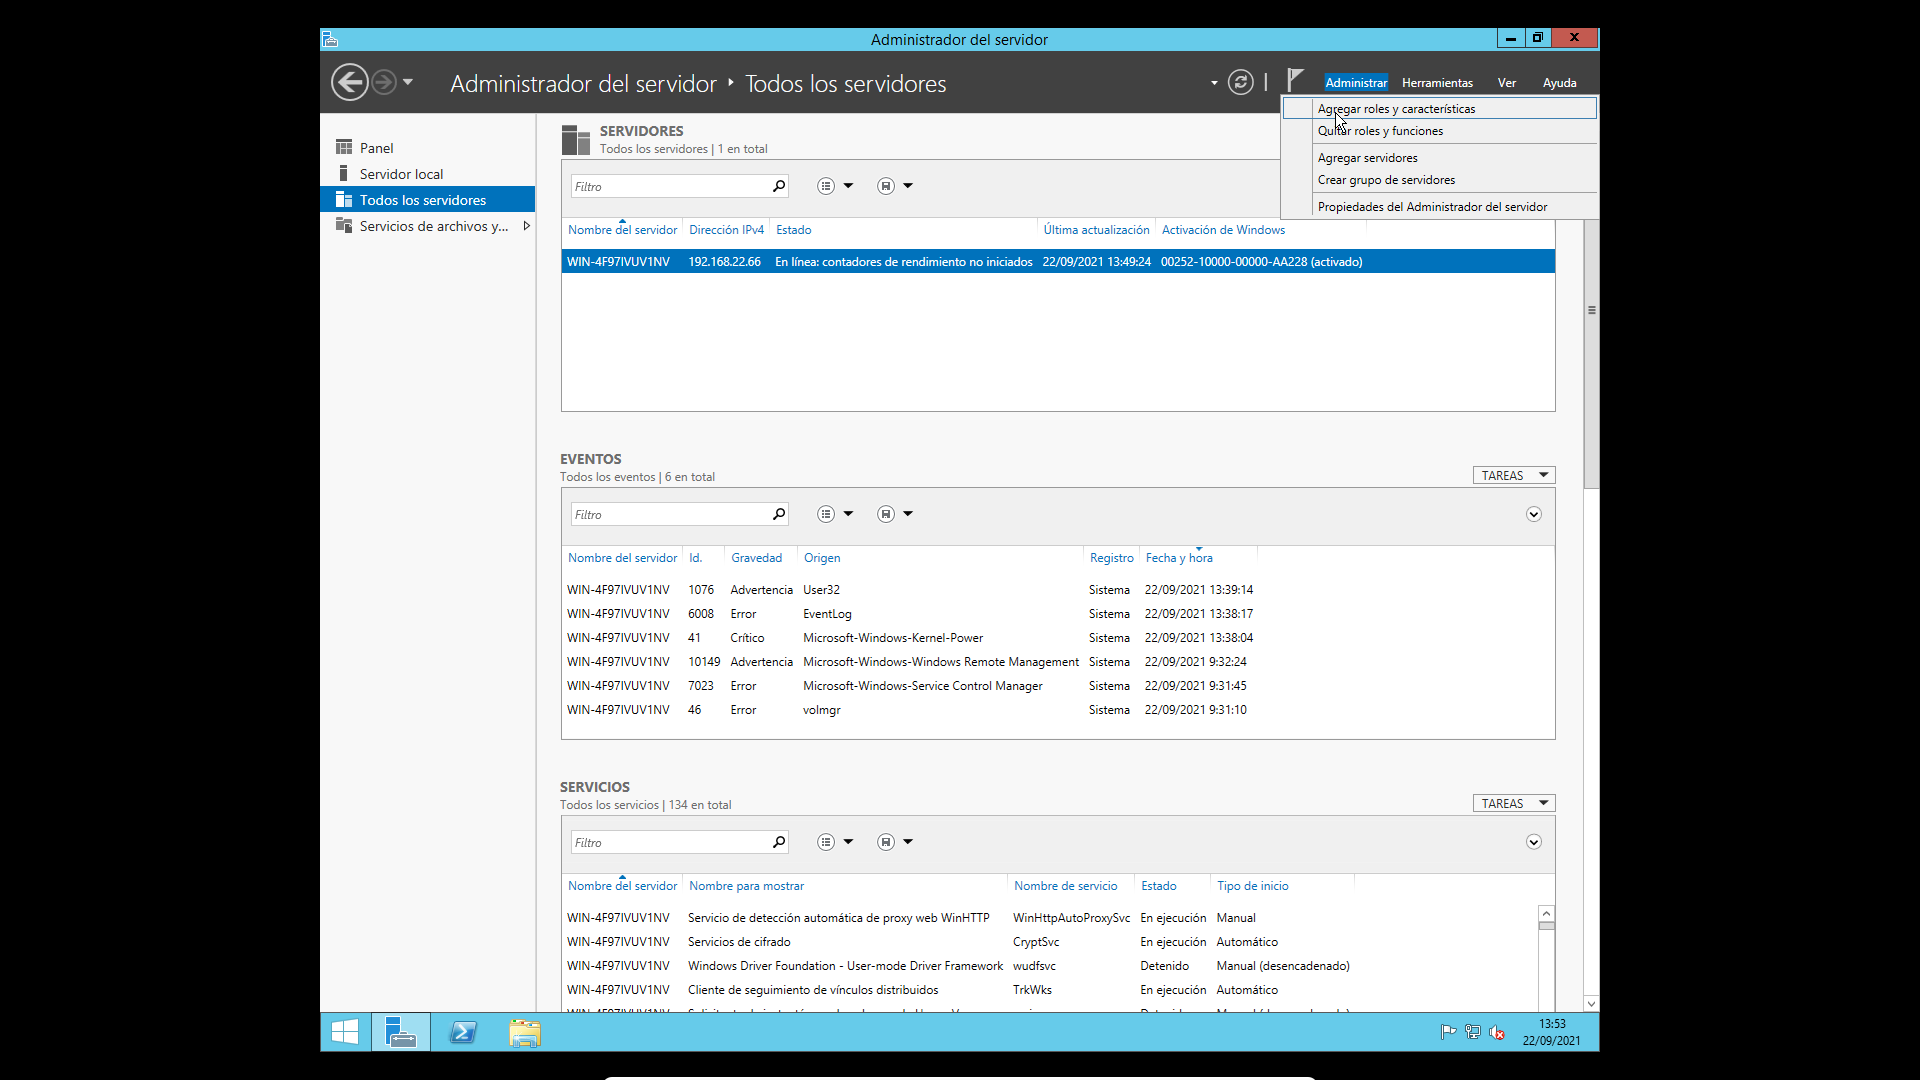 Administrador del servidor
Administrador del servidor ‣ Todos los servidores
Administrar Herramientas Ver Ayuda
Agregar roles y características
Quitar roles y funciones
Agregar servidores
Crear grupo de servidores
Propiedades del Administrador del servidor
Panel
Servidor local
Todos los servidores
Servicios de archivos y...
SERVIDORES
Todos los servidores | 1 en total
Filtro
Nombre del servidor Dirección IPv4 Estado Última actualización Activación de Windows
WIN-4F97IVUV1NV 192.168.22.66 En línea: contadores de rendimiento no iniciados 22/09/2021 13:49:24 00252-10000-00000-AA228 (activado)
EVENTOS
Todos los eventos | 6 en total
TAREAS
Filtro
Nombre del servidor Id. Gravedad Origen Registro Fecha y hora
WIN-4F97IVUV1NV 1076 Advertencia User32 Sistema 22/09/2021 13:39:14
WIN-4F97IVUV1NV 6008 Error EventLog Sistema 22/09/2021 13:38:17
WIN-4F97IVUV1NV 41 Crítico Microsoft-Windows-Kernel-Power Sistema 22/09/2021 13:38:04
WIN-4F97IVUV1NV 10149 Advertencia Microsoft-Windows-Windows Remote Management Sistema 22/09/2021 9:32:24
WIN-4F97IVUV1NV 7023 Error Microsoft-Windows-Service Control Manager Sistema 22/09/2021 9:31:45
WIN-4F97IVUV1NV 46 Error volmgr Sistema 22/09/2021 9:31:10
SERVICIOS
Todos los servicios | 134 en total
TAREAS
Filtro
Nombre del servidor Nombre para mostrar Nombre de servicio Estado Tipo de inicio
WIN-4F97IVUV1NV Servicio de detección automática de proxy web WinHTTP WinHttpAutoProxySvc En ejecución Manual
WIN-4F97IVUV1NV Servicios de cifrado CryptSvc En ejecución Automático
WIN-4F97IVUV1NV Windows Driver Foundation - User-mode Driver Framework wudfsvc Detenido Manual (desencadenado)
WIN-4F97IVUV1NV Cliente de seguimiento de vínculos distribuidos TrkWks En ejecución Automático
13:53
22/09/2021